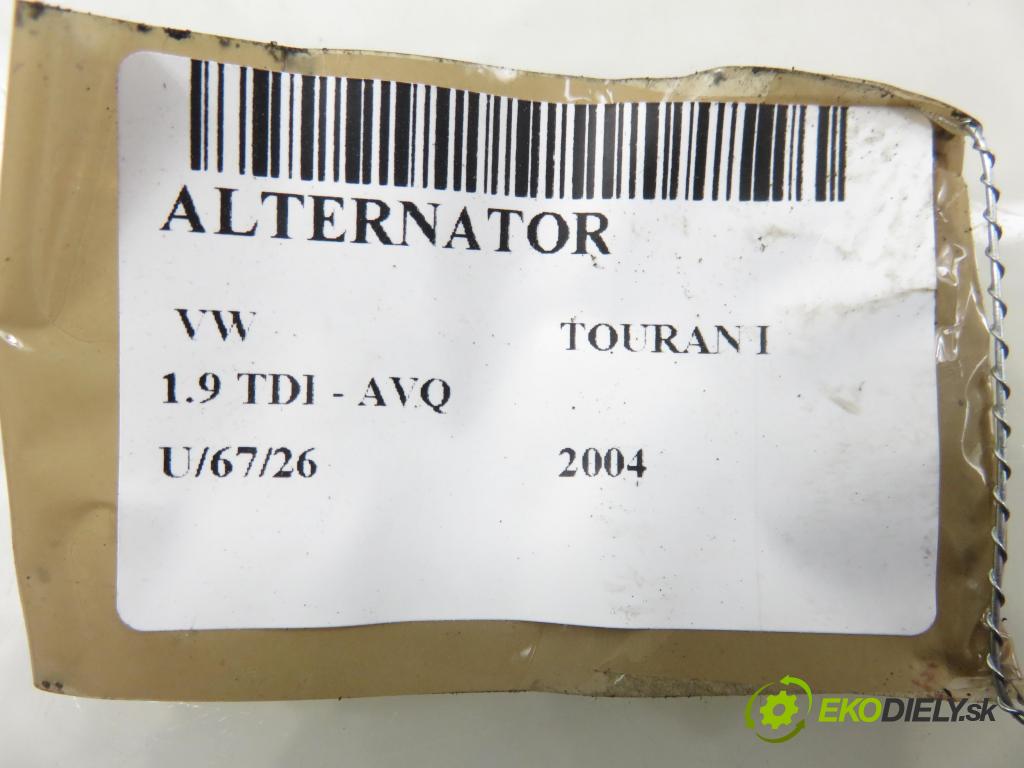 ALTERNATOR
VW TOURAN I
1.9 TDI - AVQ
U/67/26 2004
EKODIELY.sk